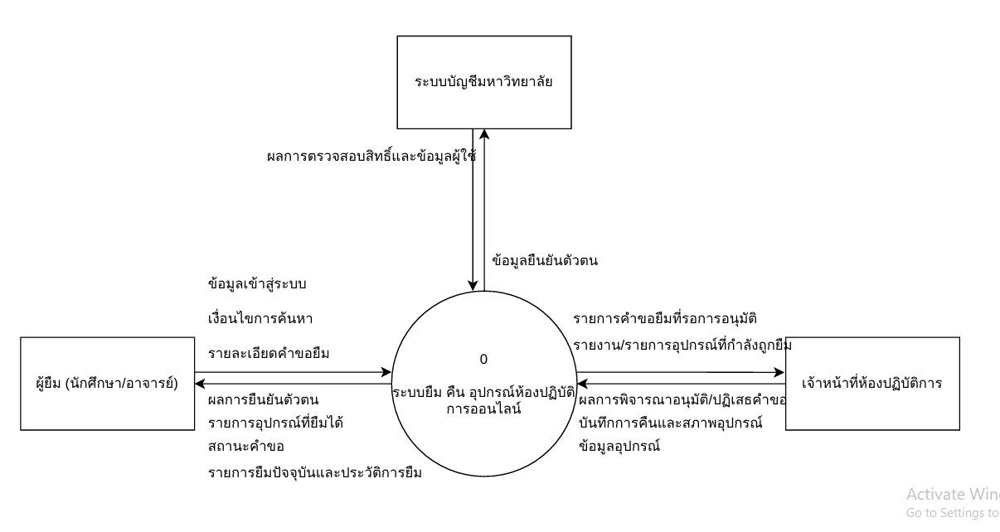 ระบบบัญชีมหาวิทยาลัย
ผลการตรวจสอบสิทธิ์และข้อมูลผู้ใช้
ข้อมูลยืนยันตัวตน
ข้อมูลเข้าสู่ระบบ
เงื่อนไขการค้นหา
รายละเอียดคำขอยืม
ผู้ยืม (นักศึกษา/อาจารย์)
ผลการยืนยันตัวตน
รายการอุปกรณ์ที่ยืมได้
สถานะคำขอ
รายการยืมปัจจุบันและประวัติการยืม
0
ระบบยืม คืน อุปกรณ์ห้องปฏิบัติ
การออนไลน์
รายการคำขอยืมที่รอการอนุมัติ
รายงาน/รายการอุปกรณ์ที่กำลังถูกยืม
เจ้าหน้าที่ห้องปฏิบัติการ
ผลการพิจารณาอนุมัติ/ปฏิเสธคำขอ
บันทึกการคืนและสภาพอุปกรณ์
ข้อมูลอุปกรณ์
Activate Win
Go to Settings to